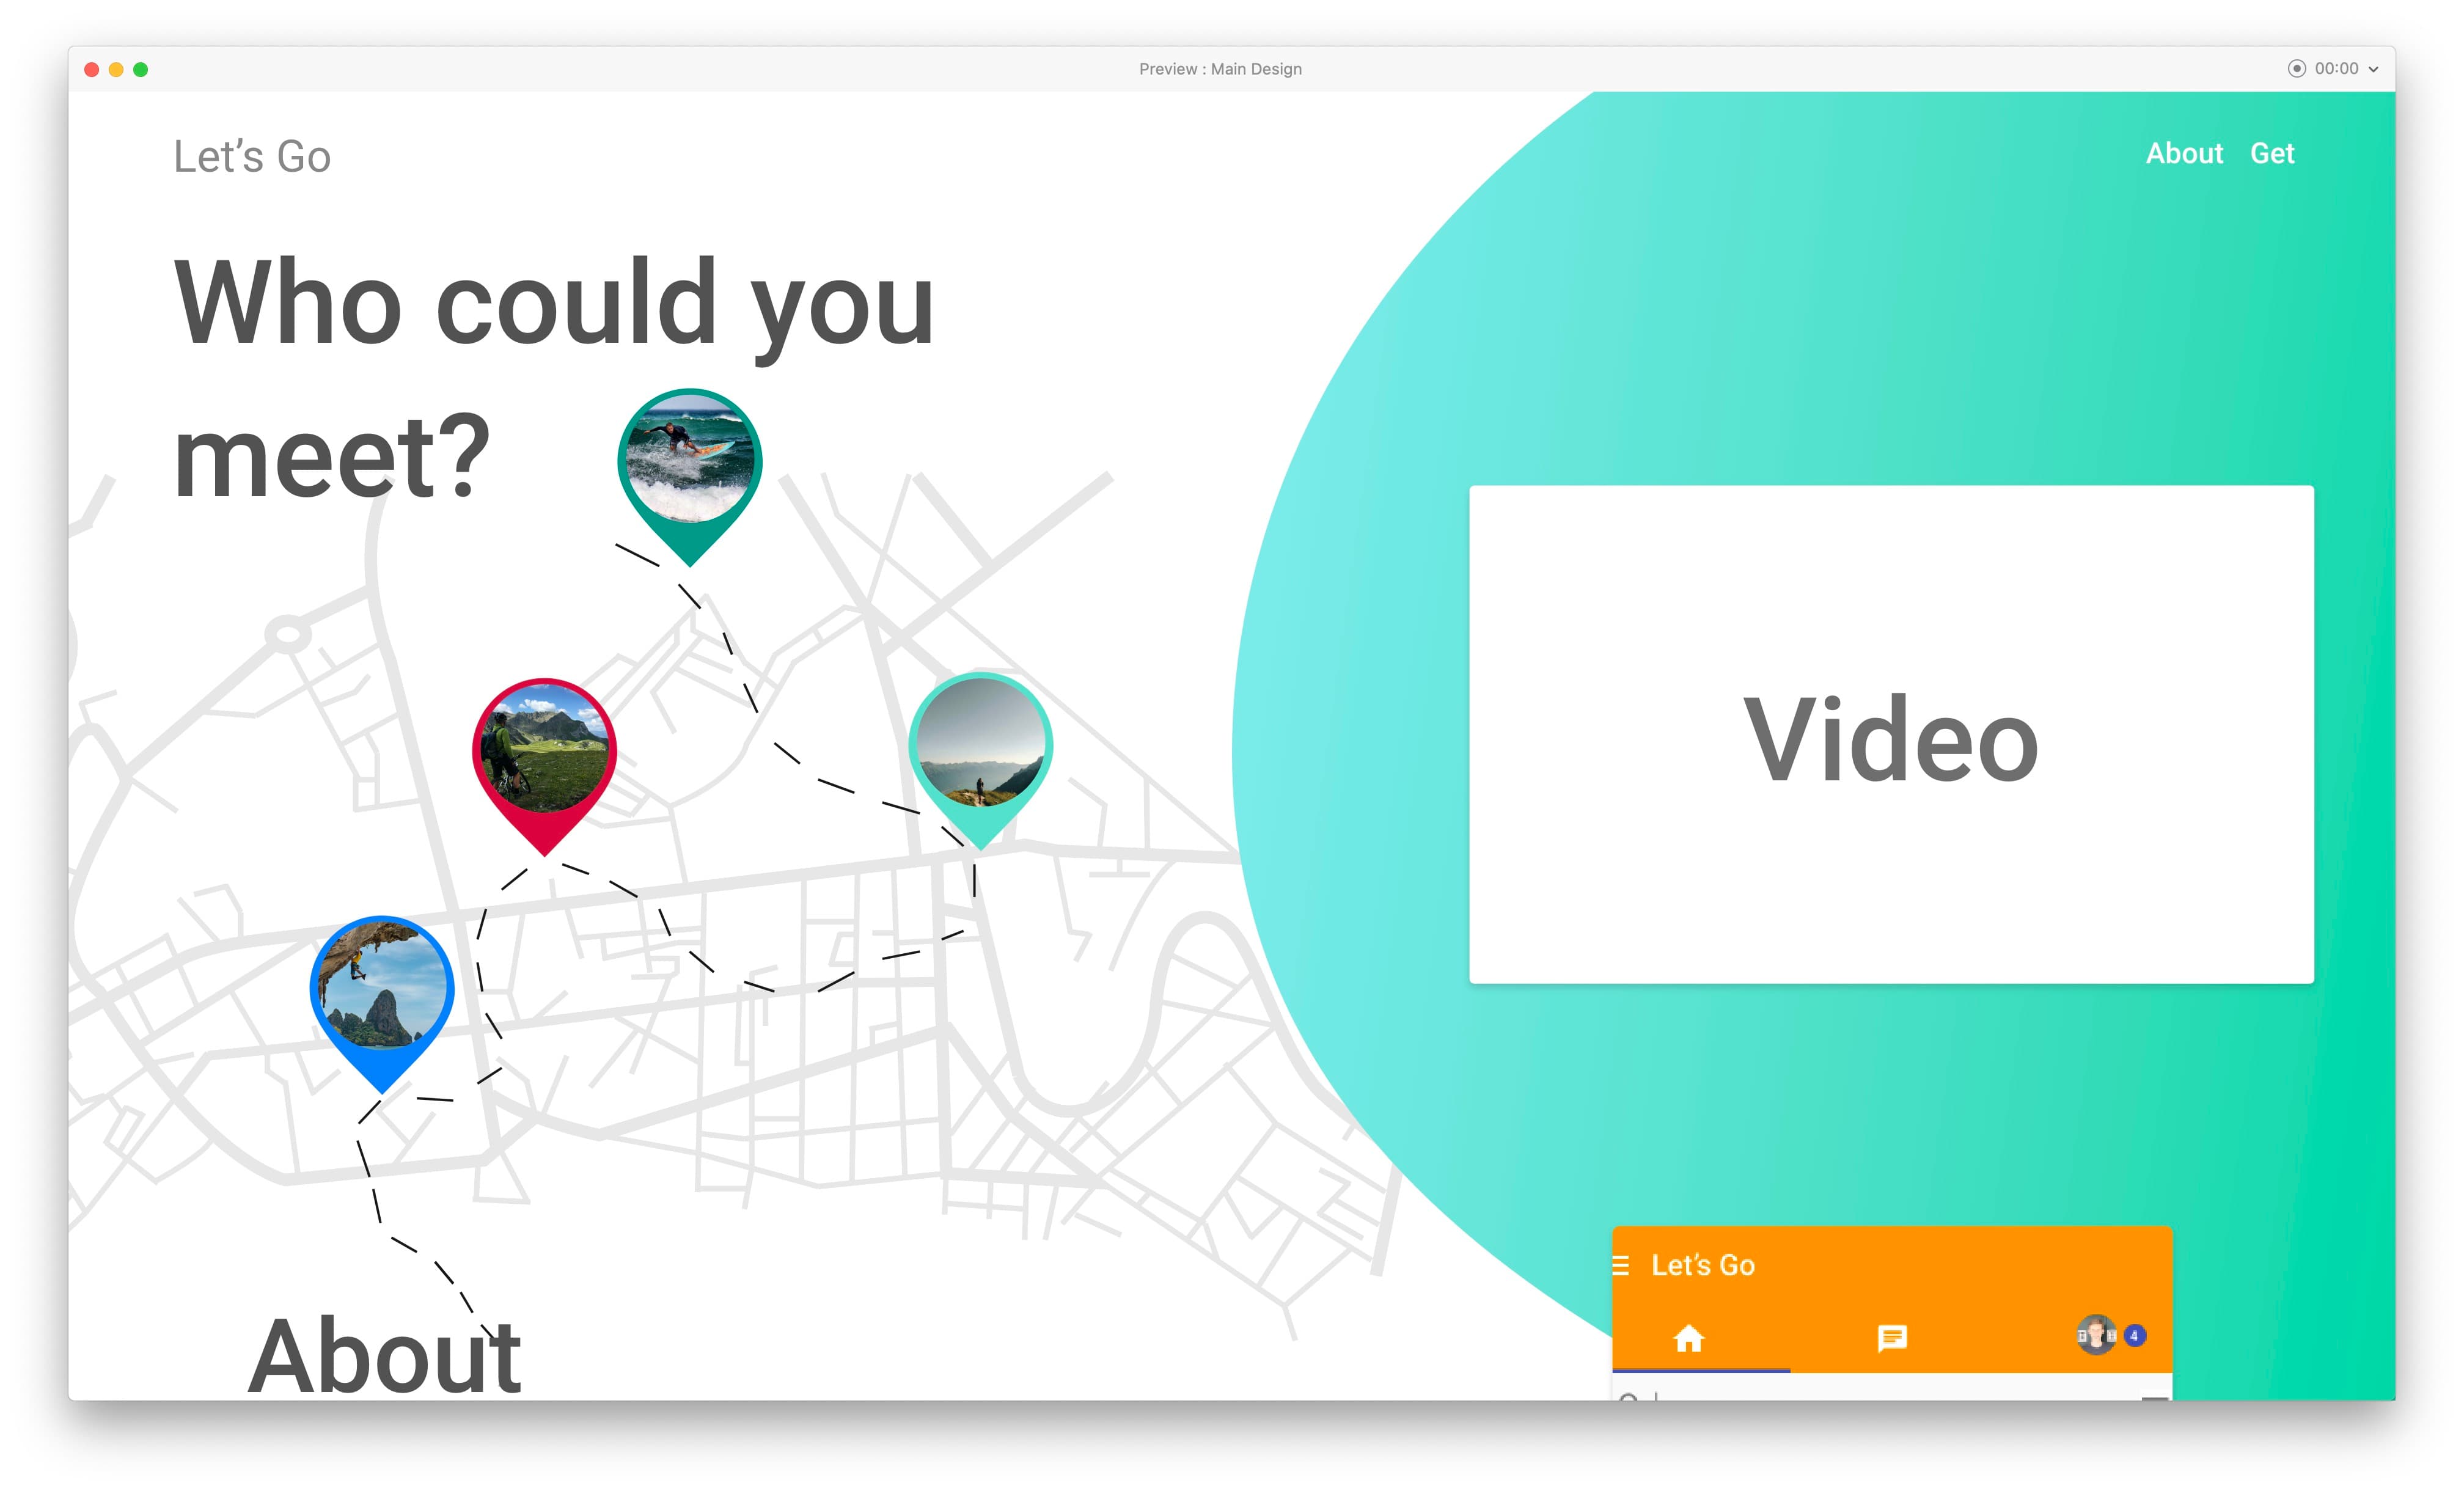 Preview : Main Design
00:00
Let's Go
About Get
Who could you
meet?
Video
Let's Go
4
About